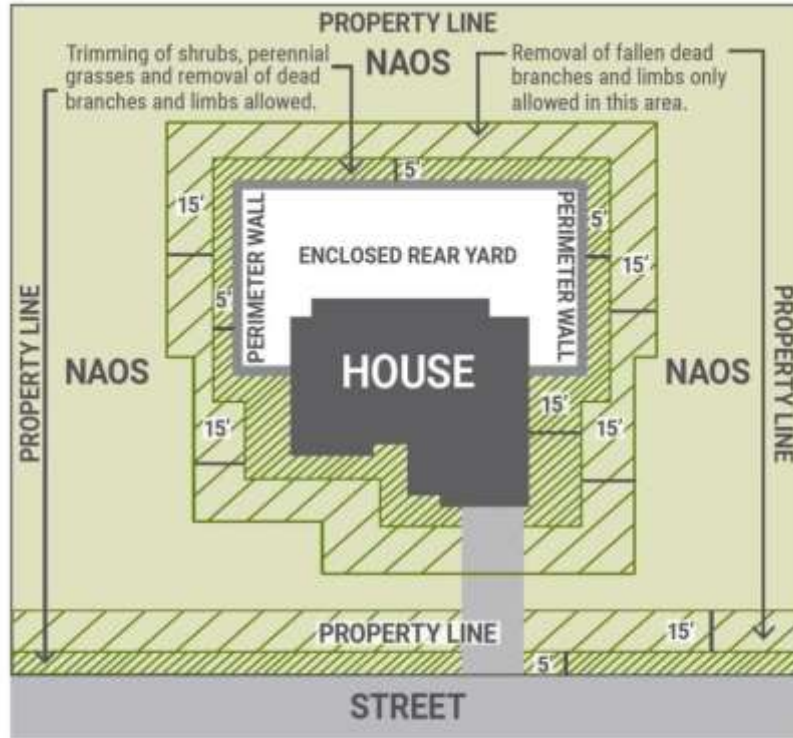 PROPERTY LINE
Trimming of shrubs, perennial
grasses and removal of dead
branches and limbs allowed.
NAOS
Removal of fallen dead
branches and limbs only
allowed in this area.
5'
15'
5'
15'
5'
PERIMETER WALL
ENCLOSED REAR YARD
PERIMETER WALL
PROPERTY LINE
NAOS
HOUSE
NAOS
PROPERTY LINE
15'
15'
15'
PROPERTY LINE
15'
5'
STREET